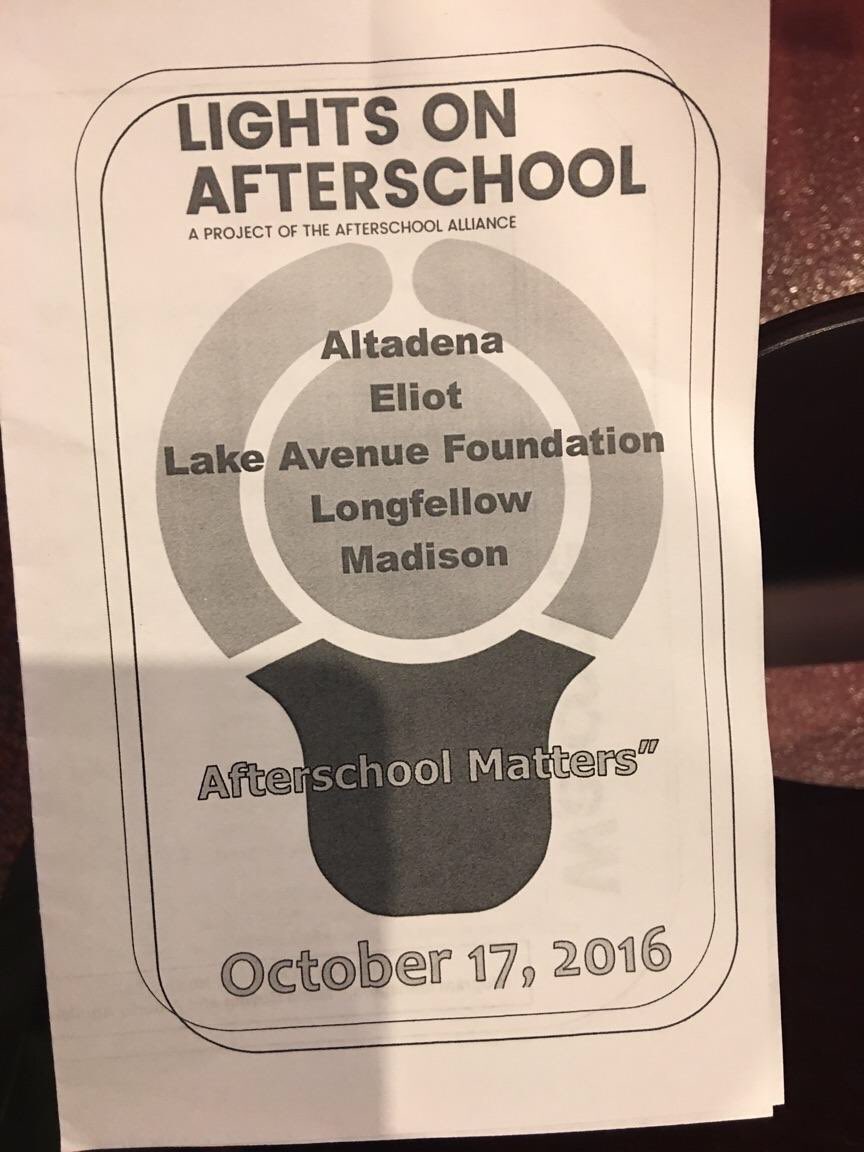 LIGHTS ON
AFTERSCHOOL
A PROJECT OF THE AFTERSCHOOL ALLIANCE
Altadena
Eliot
Lake Avenue Foundation
Longfellow
Madison
Afterschool Matters”
October 17, 2016